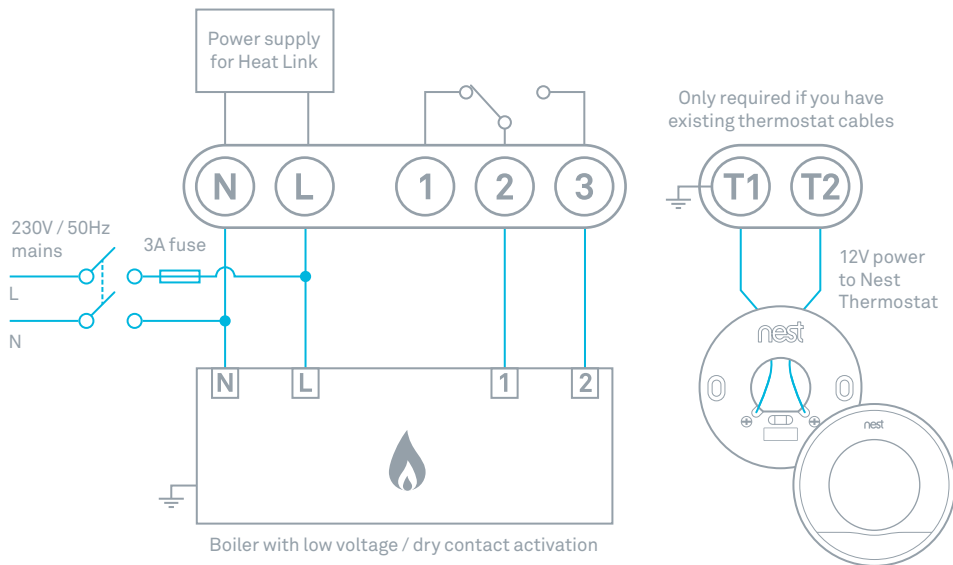 Power supply
for Heat Link
Only required if you have
existing thermostat cables
N L 1 2 3
T1 T2
230V / 50Hz
mains
3A fuse
L
N
12V power
to Nest
Thermostat
nest
N L 1 2
nest
Boiler with low voltage / dry contact activation